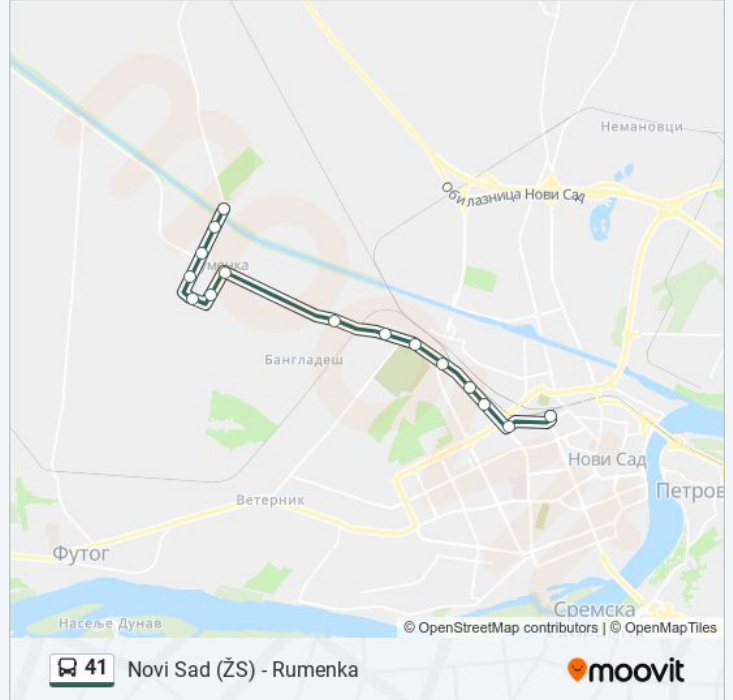 Немановци
Обилазница Нови Сад
Бангладеш
Нови Сад
Ветерник
Петров
Футог
Сремска
Насеље Дунав
© OpenStreetMap contributors | © OpenMapTiles
41 Novi Sad (ŽS) - Rumenka
moovit